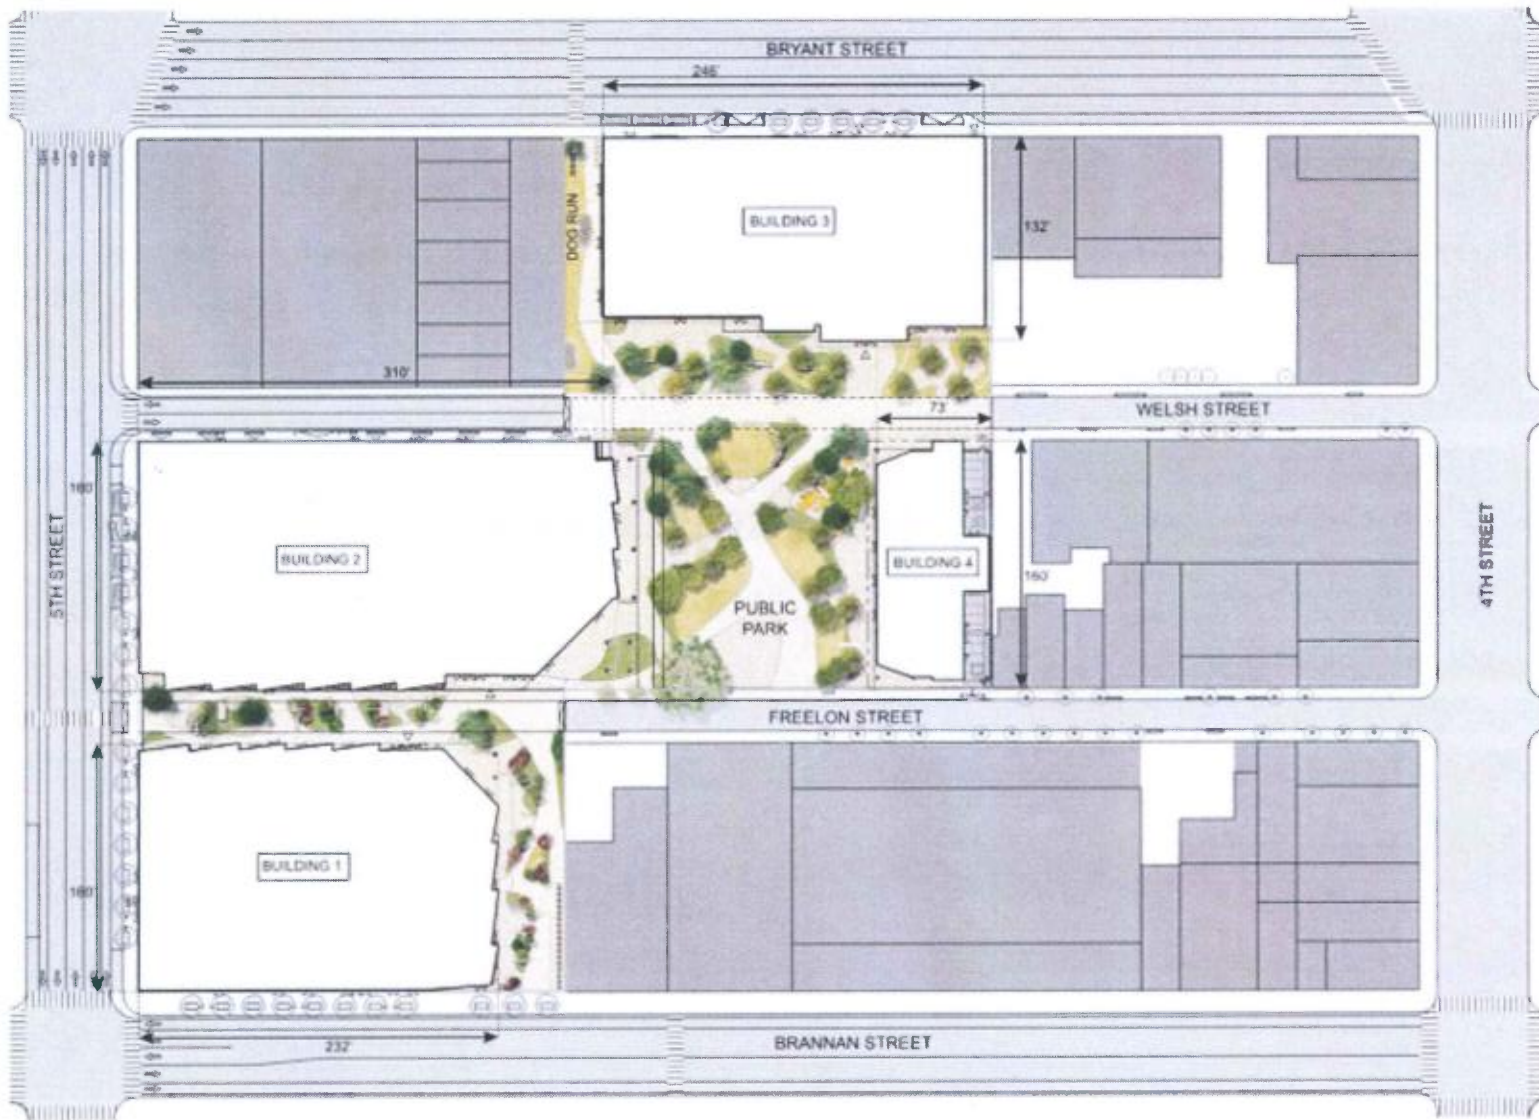 BRYANT STREET
246'
DOG RUN
BUILDING 3
132'
310'
73'
WELSH STREET
160'
5TH STREET
BUILDING 2
BUILDING 4
160'
4TH STREET
PUBLIC
PARK
FREELON STREET
BUILDING 1
160'
232'
BRANNAN STREET